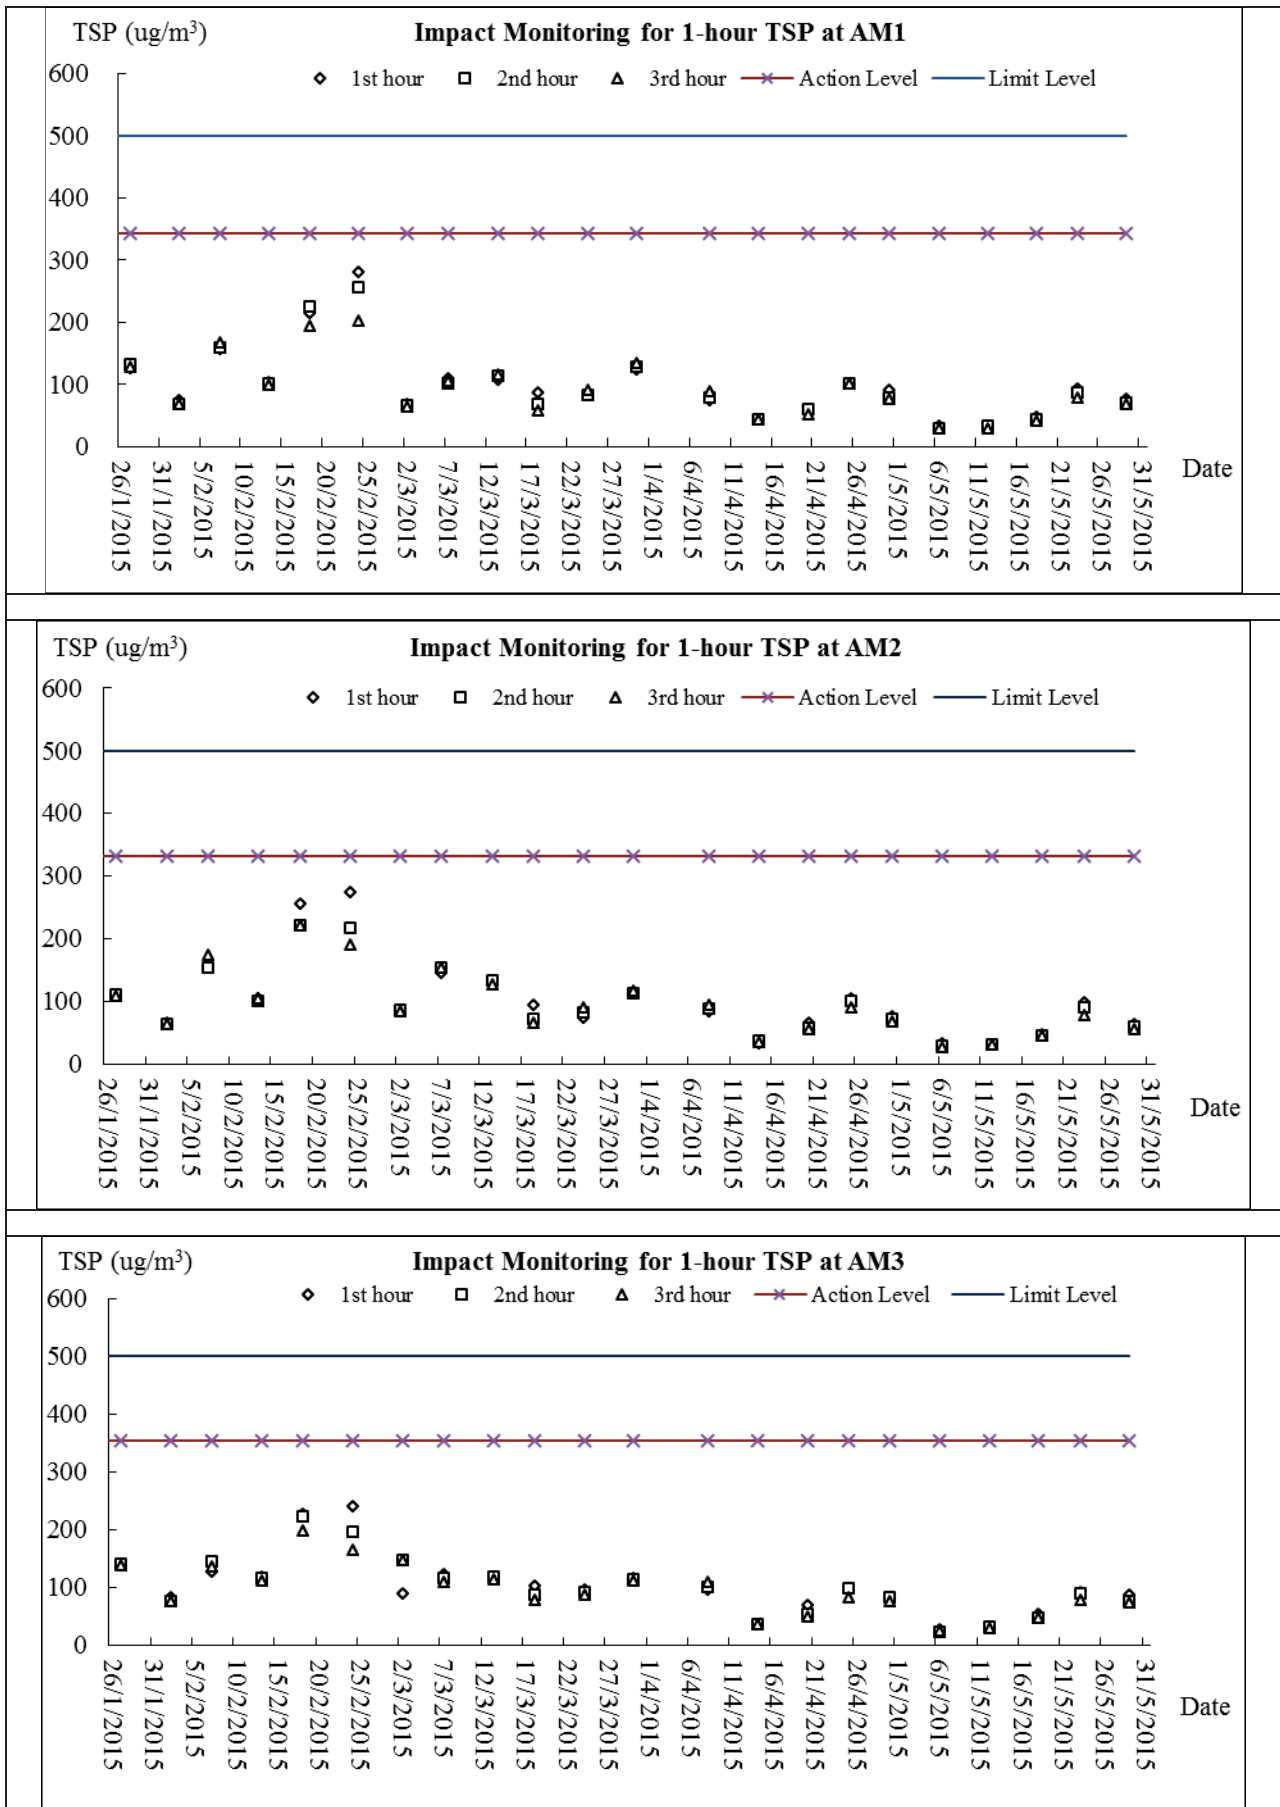 TSP (ug/m³) Impact Monitoring for 1-hour TSP at AM1
600 1st hour 2nd hour 3rd hour Action Level Limit Level
500
400
300
200
100
0
26/1/2015 31/1/2015 5/2/2015 10/2/2015 15/2/2015 20/2/2015 25/2/2015 2/3/2015 7/3/2015 12/3/2015 17/3/2015 22/3/2015 27/3/2015 1/4/2015 6/4/2015 11/4/2015 16/4/2015 21/4/2015 26/4/2015 1/5/2015 6/5/2015 11/5/2015 16/5/2015 21/5/2015 26/5/2015 31/5/2015 Date
TSP (ug/m³) Impact Monitoring for 1-hour TSP at AM2
600 1st hour 2nd hour 3rd hour Action Level Limit Level
500
400
300
200
100
0
26/1/2015 31/1/2015 5/2/2015 10/2/2015 15/2/2015 20/2/2015 25/2/2015 2/3/2015 7/3/2015 12/3/2015 17/3/2015 22/3/2015 27/3/2015 1/4/2015 6/4/2015 11/4/2015 16/4/2015 21/4/2015 26/4/2015 1/5/2015 6/5/2015 11/5/2015 16/5/2015 21/5/2015 26/5/2015 31/5/2015 Date
TSP (ug/m³) Impact Monitoring for 1-hour TSP at AM3
600 1st hour 2nd hour 3rd hour Action Level Limit Level
500
400
300
200
100
0
26/1/2015 31/1/2015 5/2/2015 10/2/2015 15/2/2015 20/2/2015 25/2/2015 2/3/2015 7/3/2015 12/3/2015 17/3/2015 22/3/2015 27/3/2015 1/4/2015 6/4/2015 11/4/2015 16/4/2015 21/4/2015 26/4/2015 1/5/2015 6/5/2015 11/5/2015 16/5/2015 21/5/2015 26/5/2015 31/5/2015 Date